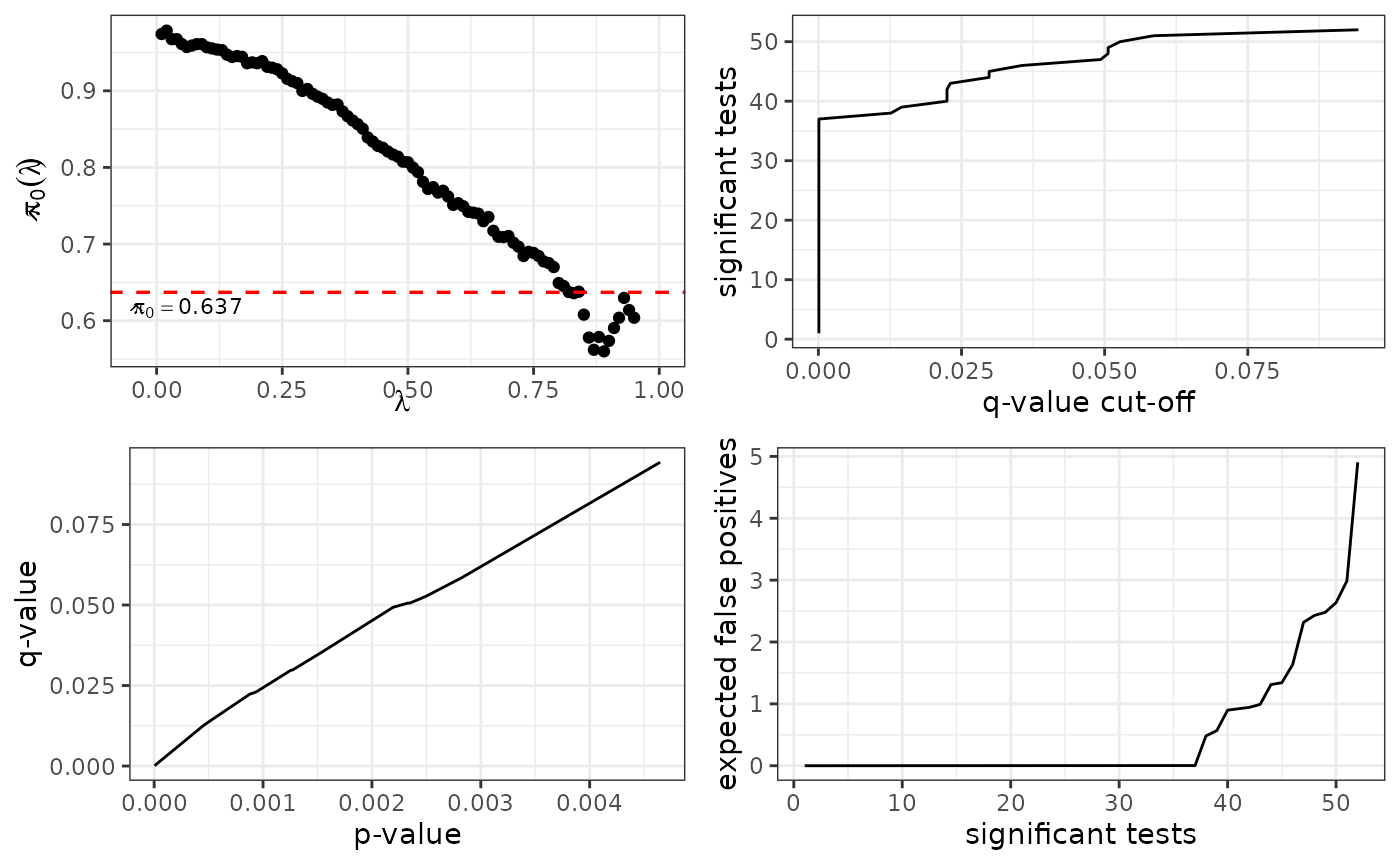 0.9
0.8
0.7
0.6
π̂₀(λ)
π̂₀ = 0.637
0.00 0.25 0.50 0.75 1.00
λ
50
40
30
20
10
0
significant tests
0.000 0.025 0.050 0.075
q-value cut-off
0.075
0.050
0.025
0.000
q-value
0.000 0.001 0.002 0.003 0.004
p-value
5
4
3
2
1
0
expected false positives
0 10 20 30 40 50
significant tests